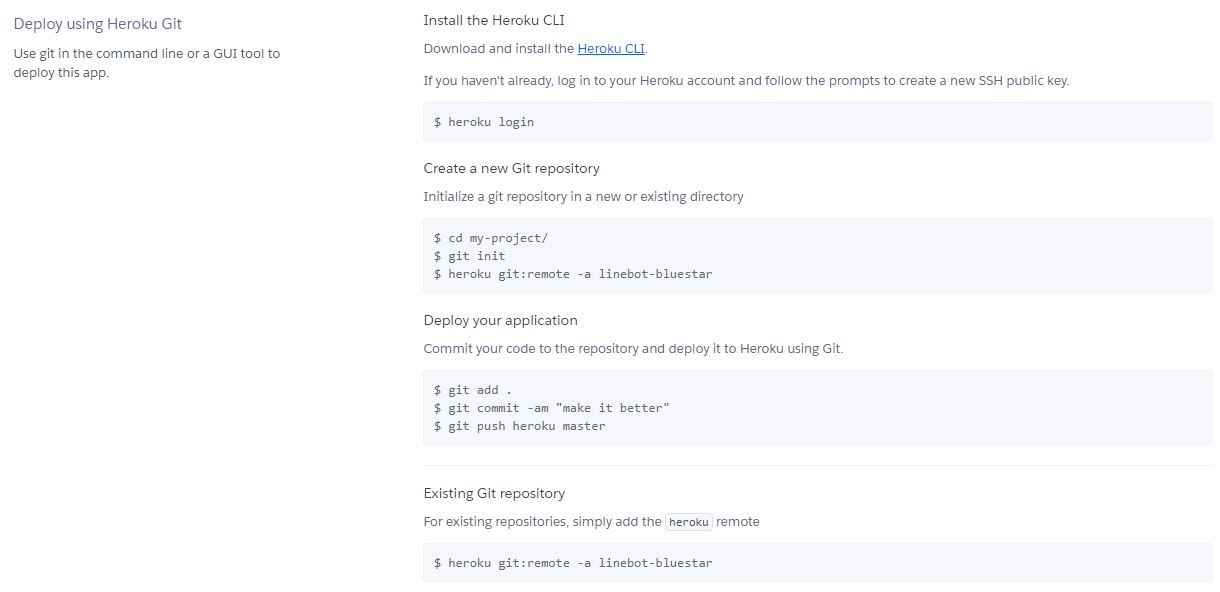 Deploy using Heroku Git
Use git in the command line or a GUI tool to
deploy this app.
Install the Heroku CLI
Download and install the Heroku CLI.
If you haven't already, log in to your Heroku account and follow the prompts to create a new SSH public key.
$ heroku login
Create a new Git repository
Initialize a git repository in a new or existing directory
$ cd my-project/
$ git init
$ heroku git:remote -a linebot-bluestar
Deploy your application
Commit your code to the repository and deploy it to Heroku using Git.
$ git add .
$ git commit -am "make it better"
$ git push heroku master
Existing Git repository
For existing repositories, simply add the heroku remote
$ heroku git:remote -a linebot-bluestar